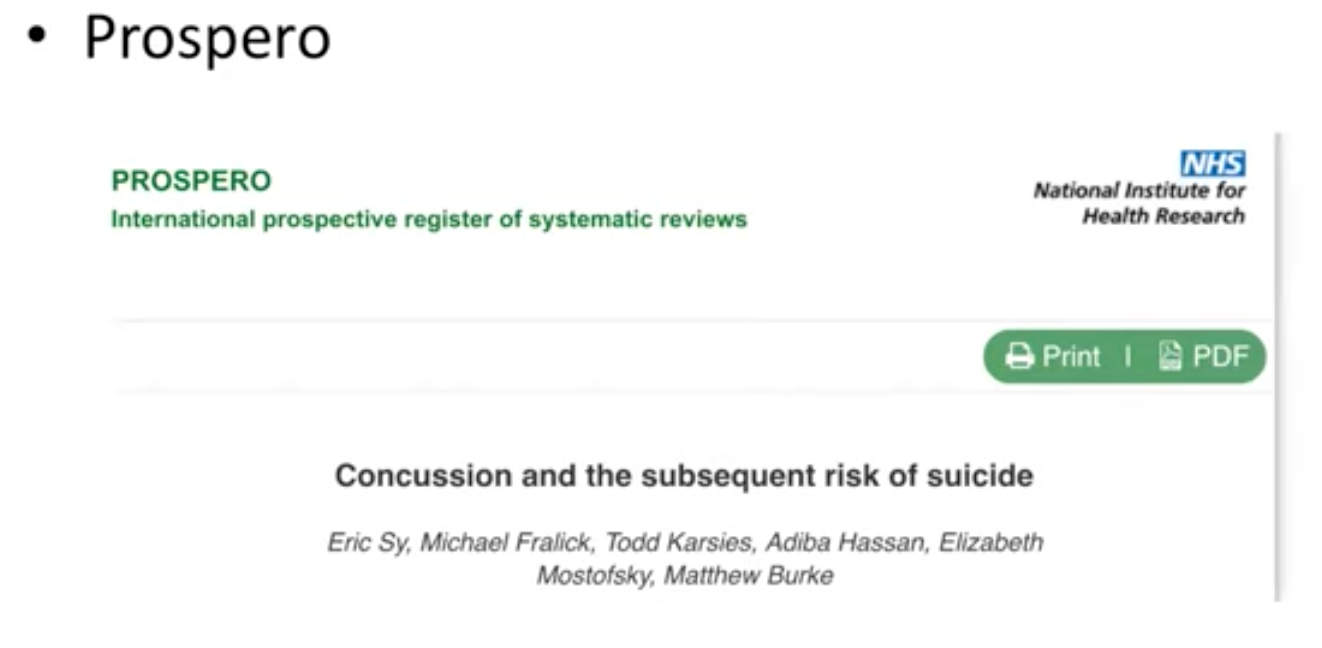 • Prospero
PROSPERO
International prospective register of systematic reviews
NHS
National Institute for
Health Research
Print | PDF
Concussion and the subsequent risk of suicide
Eric Sy, Michael Fralick, Todd Karsies, Adiba Hassan, Elizabeth
Mostofsky, Matthew Burke